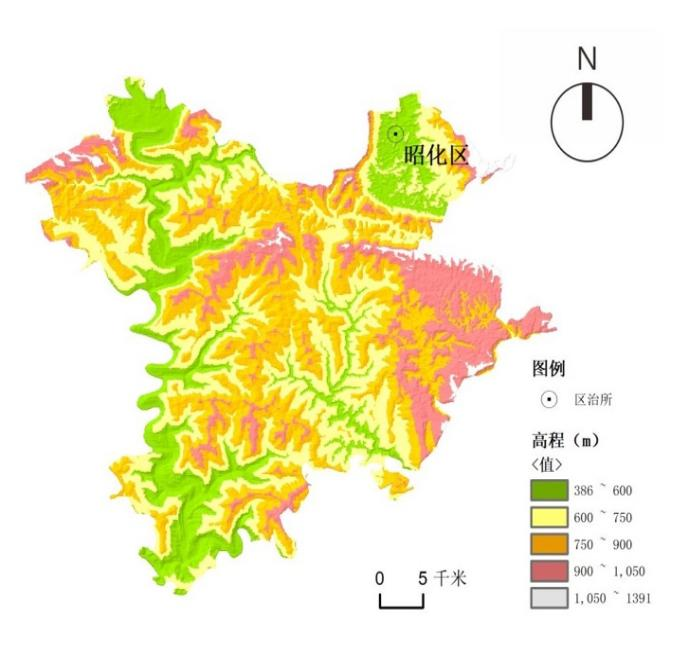 N
昭化区
图例
区治所
高程（m）
<值>
386 ~ 600
600 ~ 750
750 ~ 900
900 ~ 1,050
1,050 ~ 1391
0 5 千米